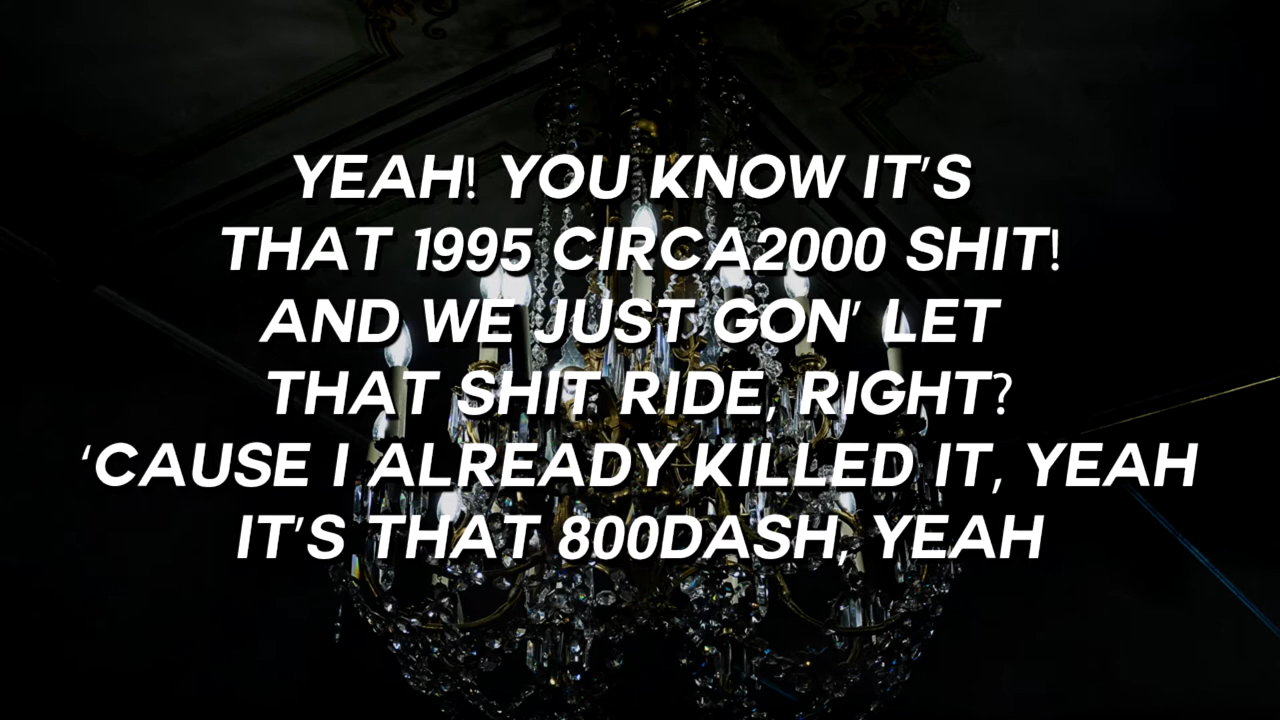 YEAH! YOU KNOW IT'S
THAT 1995 CIRCA2000 SHIT!
AND WE JUST GON' LET
THAT SHIT RIDE, RIGHT?
‘CAUSE I ALREADY KILLED IT, YEAH
IT'S THAT 800DASH, YEAH